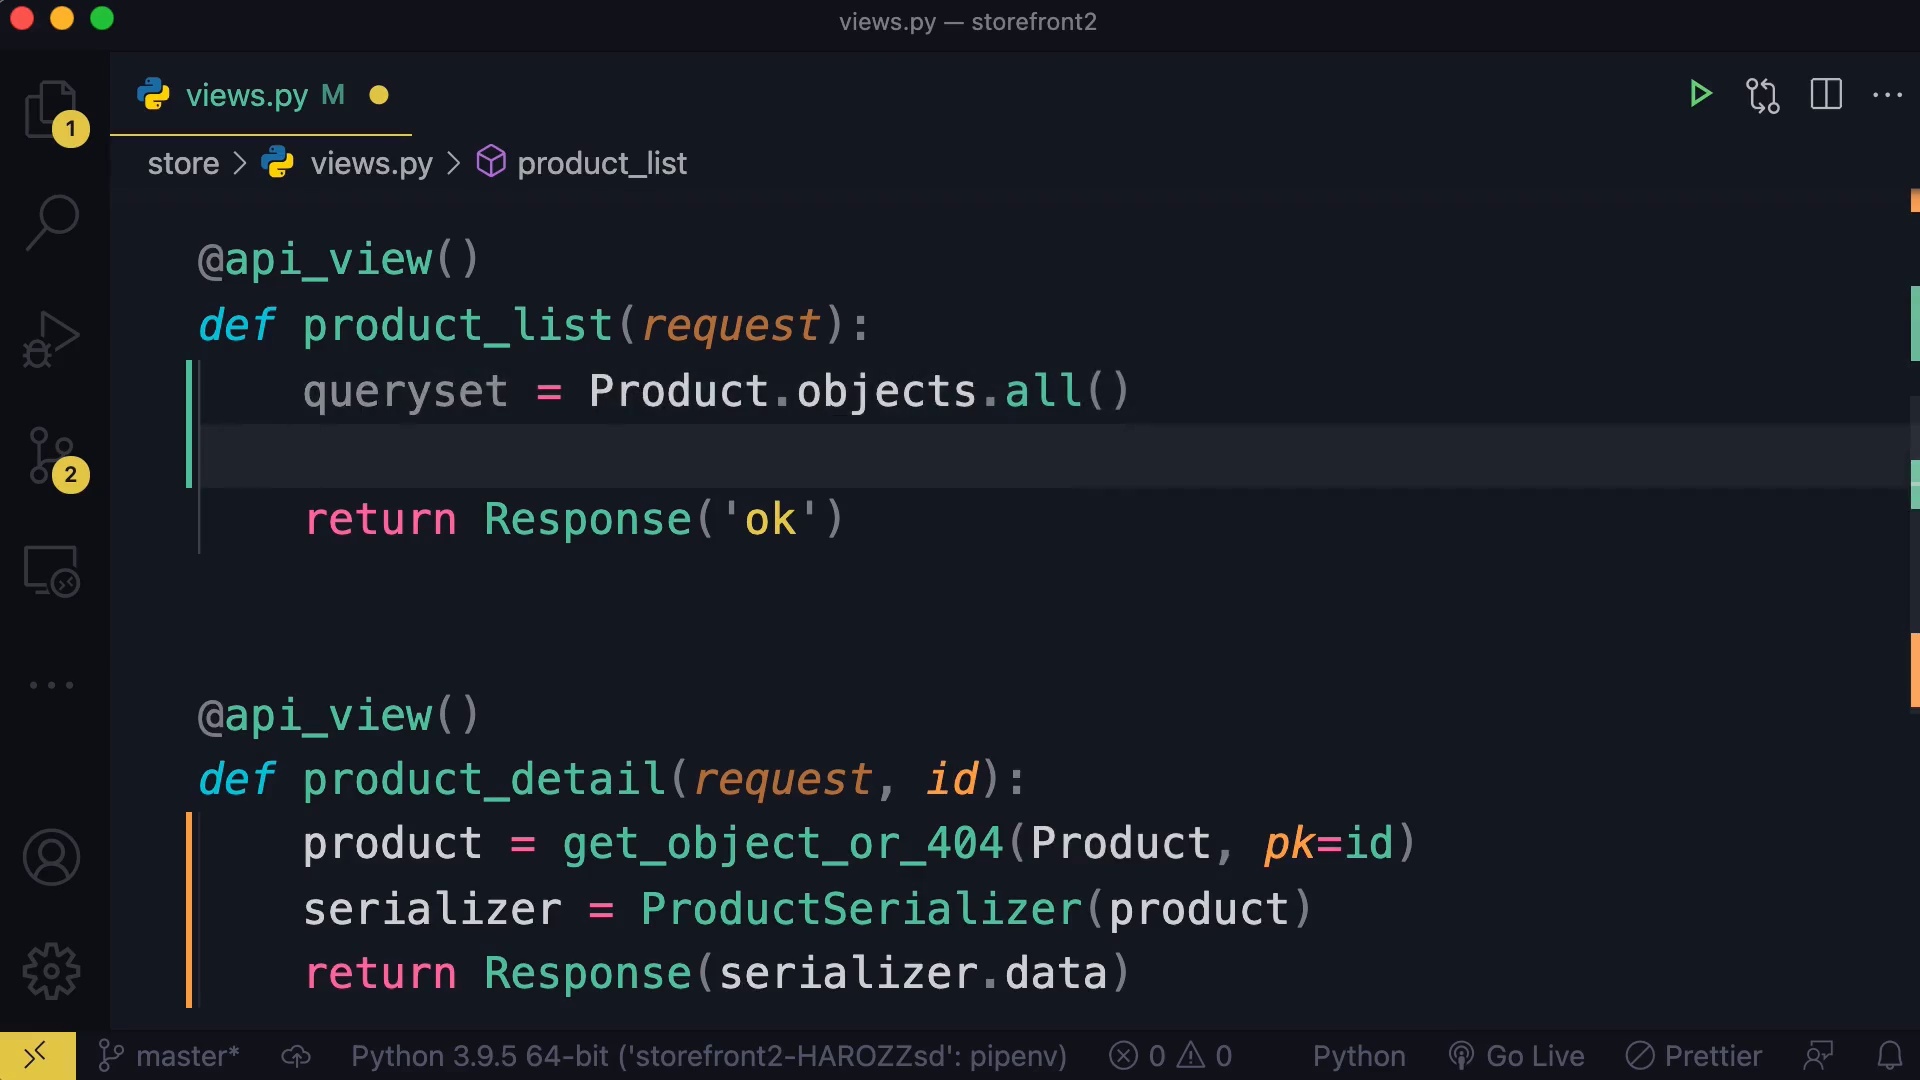 views.py — storefront2
views.py M
1
store > views.py > product_list
@api_view()
def product_list(request):
queryset = Product.objects.all()
2
return Response('ok')
@api_view()
def product_detail(request, id):
product = get_object_or_404(Product, pk=id)
serializer = ProductSerializer(product)
return Response(serializer.data)
master* Python 3.9.5 64-bit ('storefront2-HAROZZsd': pipenv) 0 0 Python Go Live Prettier